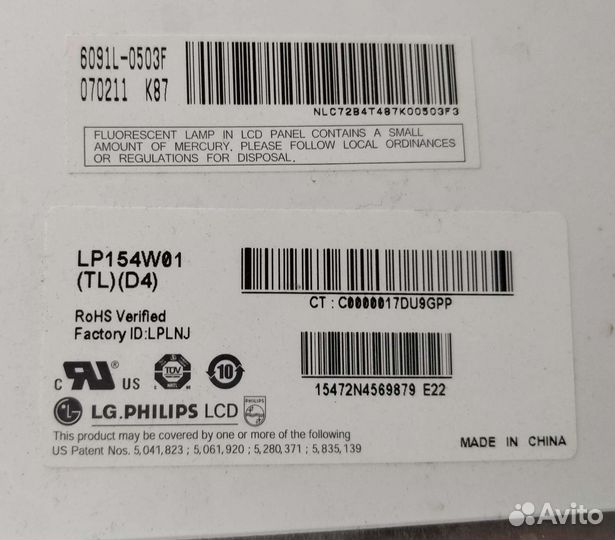 6091L-0503F
070211 K87
NLC72B4T487K00503F3
FLUORESCENT LAMP IN LCD PANEL CONTAINS A SMALL
AMOUNT OF MERCURY, PLEASE FOLLOW LOCAL ORDINANCES
OR REGULATIONS FOR DISPOSAL.
LP154W01
(TL)(D4)
CT : C0000017DU9GPP
RoHS Verified
Factory ID:LPLNJ
c RU US
TÜV
10
15472N4569879 E22
LG.PHILIPS LCD
PHILIPS
This product may be covered by one or more of the following
US Patent Nos. 5,041,823 ; 5,061,920 ; 5,280,371 ; 5,835,139
MADE IN CHINA
Avito